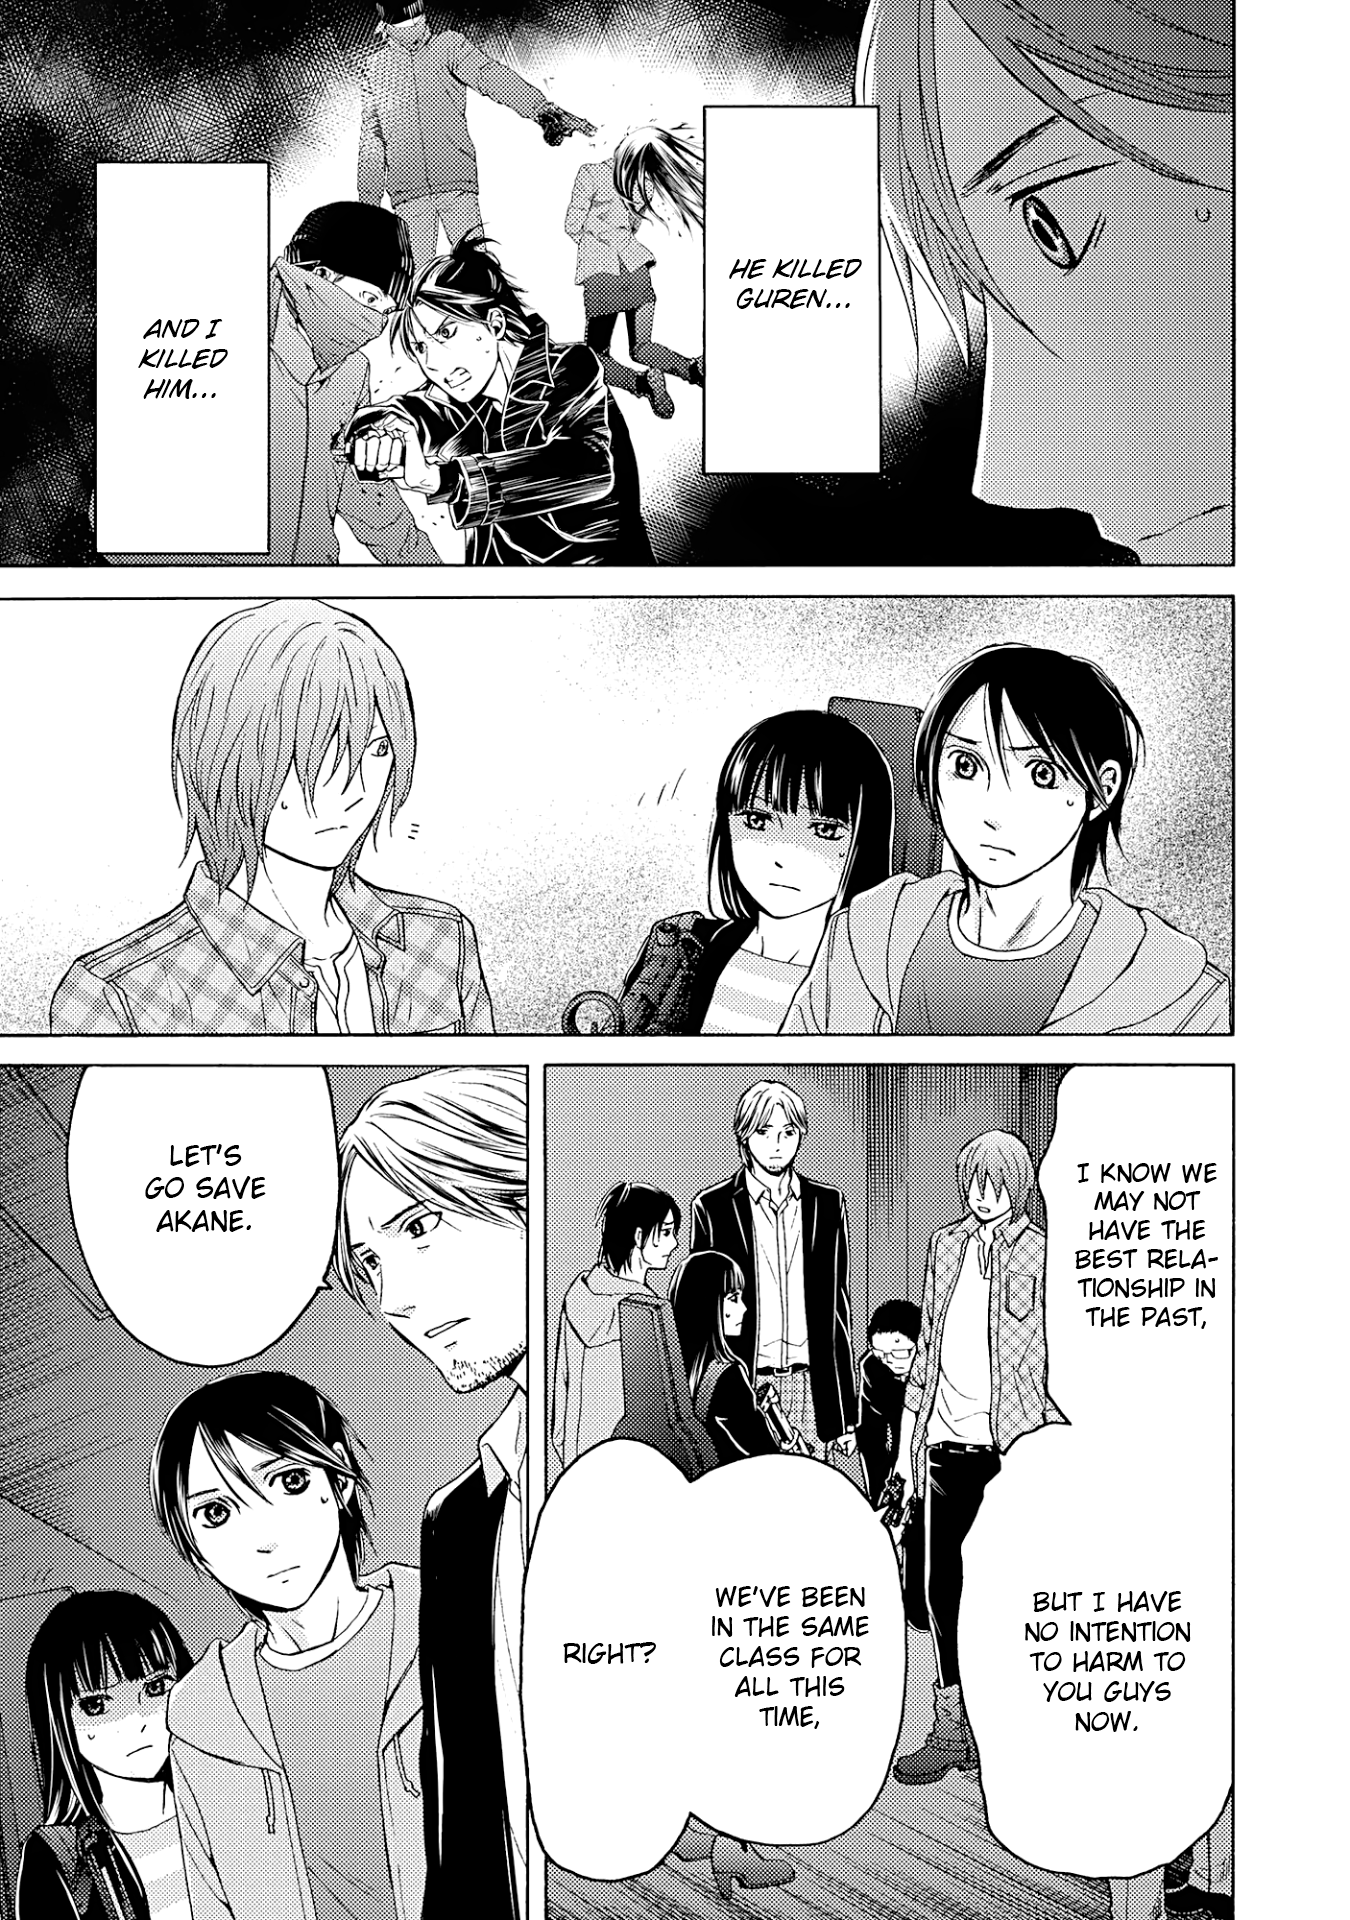 HE KILLED
GUREN...
AND I
KILLED
HIM...
I KNOW WE
MAY NOT
HAVE THE
BEST RELA-
TIONSHIP IN
THE PAST,
BUT I HAVE
NO INTENTION
TO HARM TO
YOU GUYS
NOW.
WE'VE BEEN
IN THE SAME
CLASS FOR
ALL THIS
TIME,
RIGHT?
LET'S
GO SAVE
AKANE.